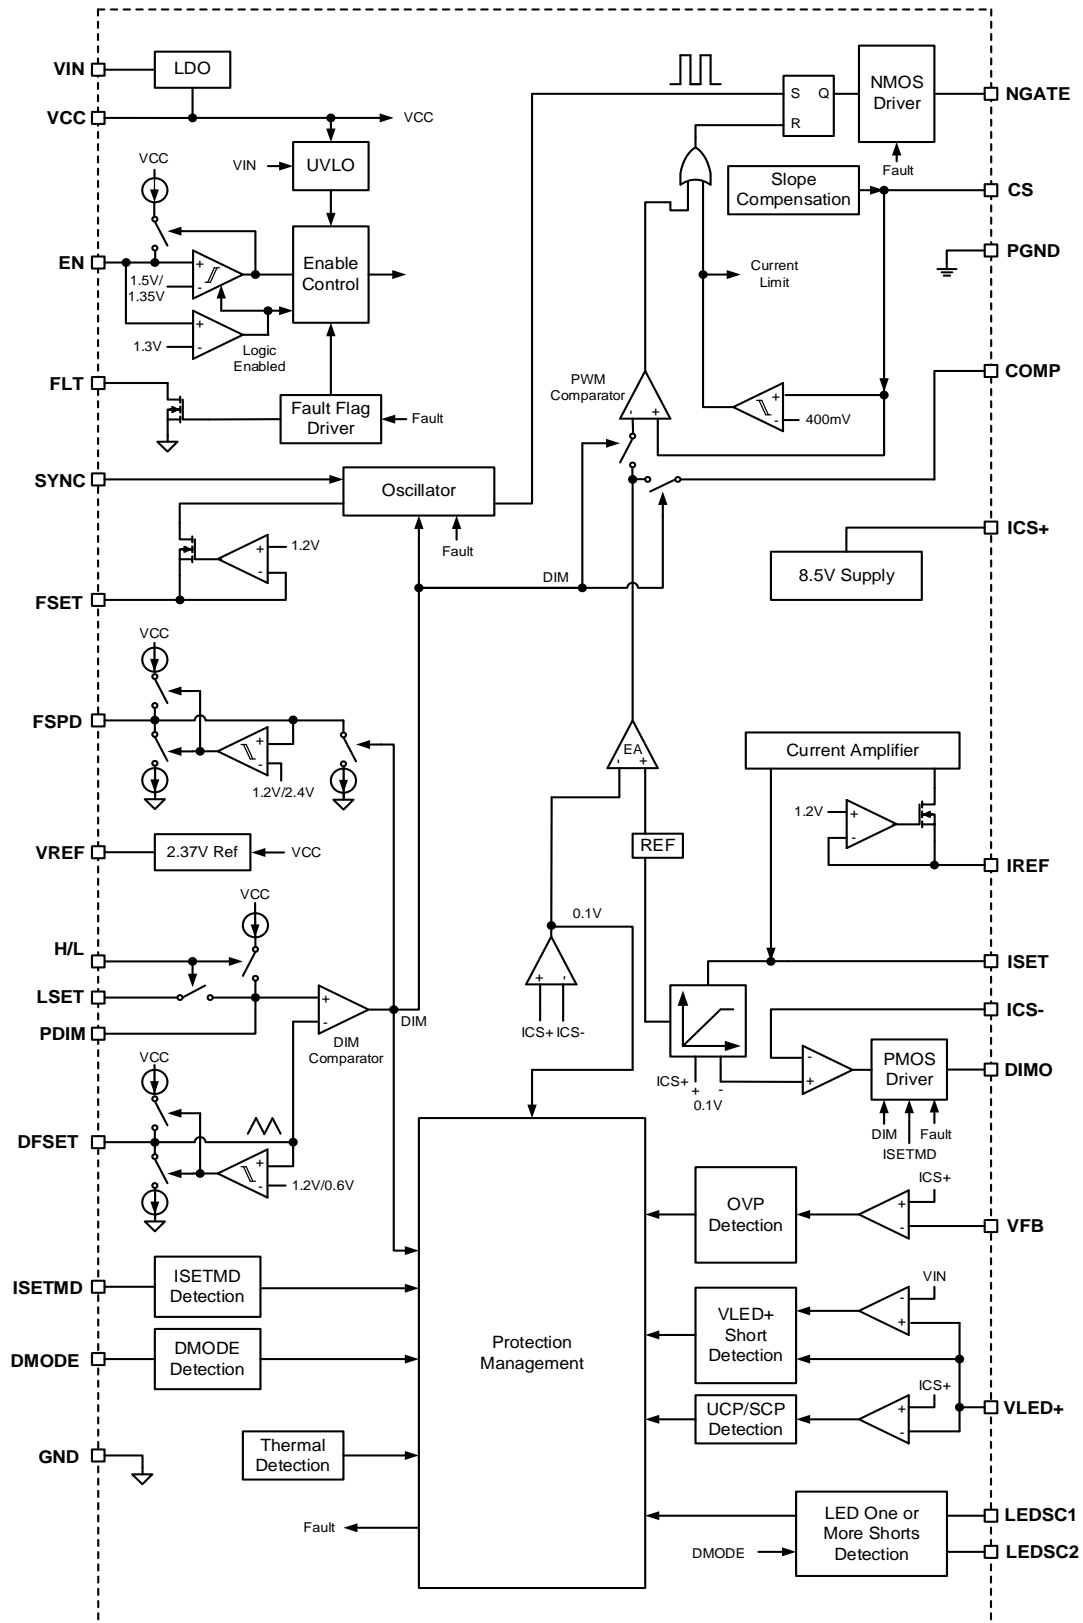 VIN
LDO
VCC
VCC
VIN
UVLO
VCC
EN
+
-
1.5V/
1.35V
Enable
Control
+
-
1.3V
Logic
Enabled
FLT
Fault Flag
Driver
Fault
SYNC
Oscillator
Fault
+
-
1.2V
FSET
VCC
FSPD
+
-
1.2V/2.4V
VREF
2.37V Ref
VCC
VCC
H/L
LSET
PDIM
+
-
DIM
Comparator
DIM
VCC
DFSET
+
-
1.2V/0.6V
ISETMD
ISETMD
Detection
DMODE
DMODE
Detection
GND
Thermal
Detection
Fault
Protection
Management
S
Q
R
NMOS
Driver
Fault
NGATE
Slope
Compensation
CS
PGND
Current
Limit
PWM
Comparator
-
+
+
-
400mV
COMP
DIM
ICS+
8.5V Supply
EA
-
+
REF
Current Amplifier
1.2V
+
-
IREF
0.1V
+
-
ICS+
ICS-
ISET
ICS-
ICS+
+
-
0.1V
-
+
PMOS
Driver
DIMO
DIM
Fault
ISETMD
OVP
Detection
ICS+
+
-
VFB
VLED+
Short
Detection
VIN
-
+
UCP/SCP
Detection
ICS+
+
-
VLED+
LED One or
More Shorts
Detection
DMODE
LEDSC1
LEDSC2